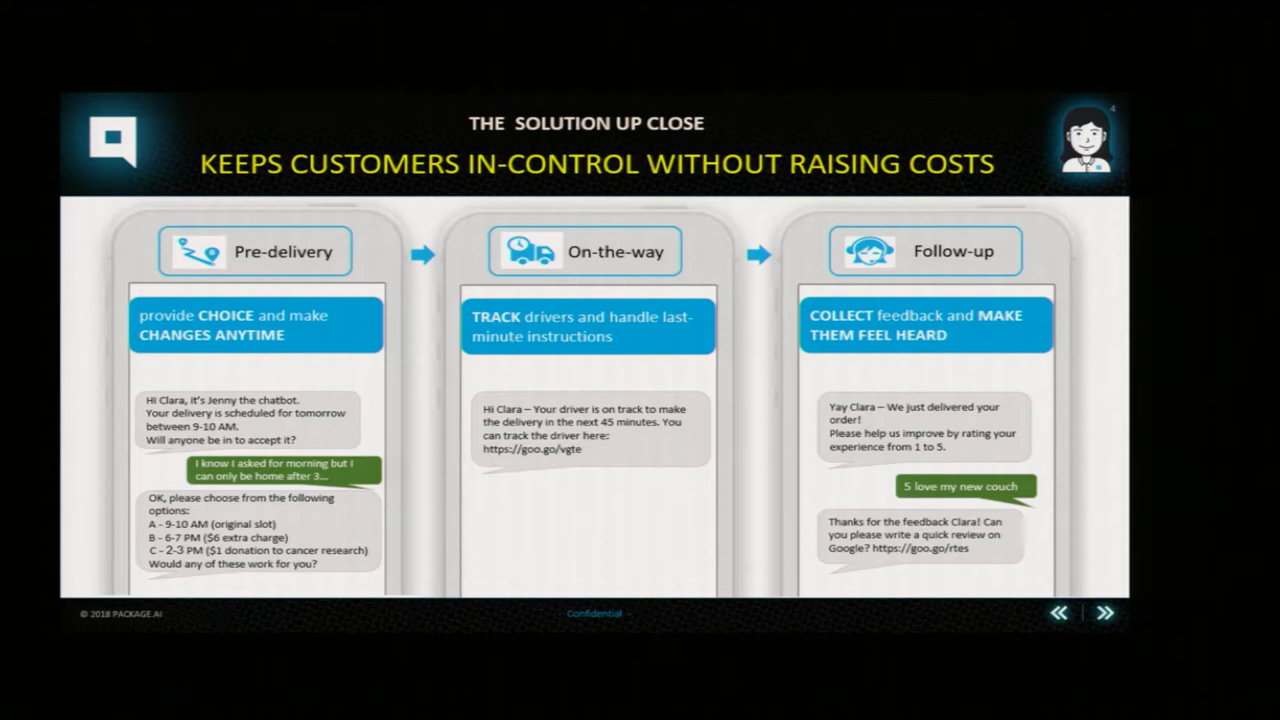 4
THE SOLUTION UP CLOSE
KEEPS CUSTOMERS IN-CONTROL WITHOUT RAISING COSTS
Pre-delivery
provide CHOICE and make
CHANGES ANYTIME
Hi Clara, it's Jenny the chatbot.
Your delivery is scheduled for tomorrow
between 9-10 AM.
Will anyone be in to accept it?
I know I asked for morning but I
can only be home after 3...
OK, please choose from the following
options:
A - 9-10 AM (original slot)
B - 6-7 PM ($6 extra charge)
C - 2-3 PM ($1 donation to cancer research)
Would any of these work for you?
On-the-way
TRACK drivers and handle last-
minute instructions
Hi Clara – Your driver is on track to make
the delivery in the next 45 minutes. You
can track the driver here:
https://goo.go/vgte
Follow-up
COLLECT feedback and MAKE
THEM FEEL HEARD
Yay Clara – We just delivered your
order!
Please help us improve by rating your
experience from 1 to 5.
5 love my new couch
Thanks for the feedback Clara! Can
you please write a quick review on
Google? https://goo.go/rtes
© 2018 PACKAGE.AI
Confidential –